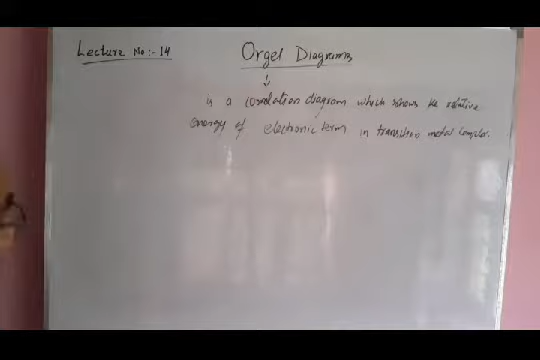 Lecture No:- 14
Orgel Diagrams
is a correlation diagram which shows the relative
energy of electronic term in transition metal complex.